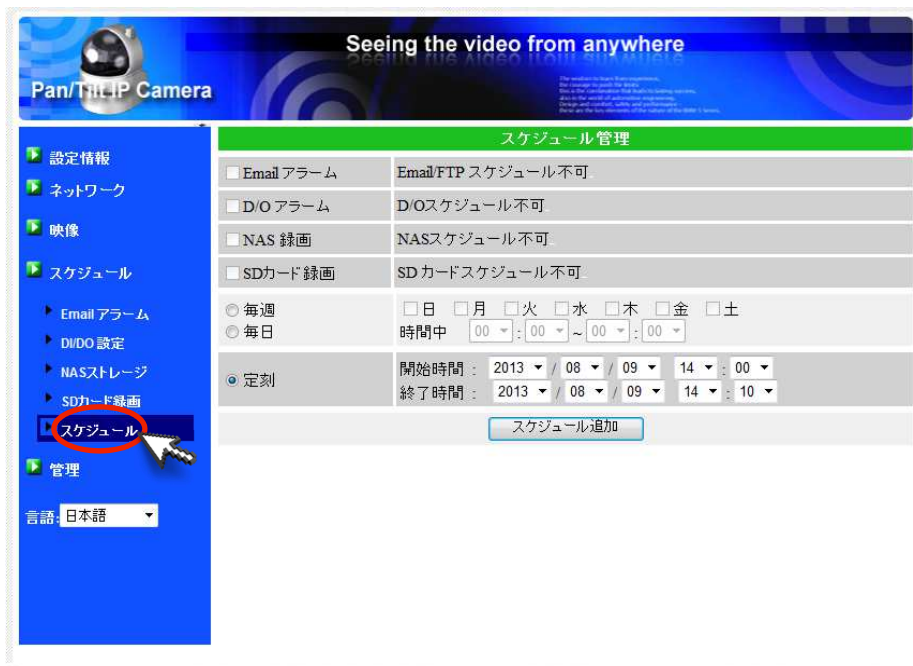 Seeing the video from anywhere
Pan/Tilt IP Camera
設定情報
ネットワーク
映像
スケジュール
Email アラーム
DI/DO 設定
NASストレージ
SDカード録画
スケジュール
管理
言語: 日本語
スケジュール管理
Email アラーム Email/FTP スケジュール不可.
D/O アラーム D/Oスケジュール不可.
NAS 録画 NASスケジュール不可.
SDカード録画 SD カードスケジュール不可.
毎週 日 月 火 水 木 金 土
毎日 時間中 00 : 00 ~ 00 : 00
定刻
開始時間 : 2013 / 08 / 09 14 : 00
終了時間 : 2013 / 08 / 09 14 : 10
スケジュール追加